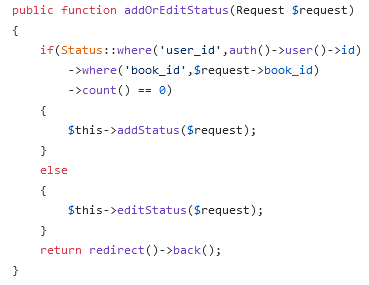 public function addOrEditStatus(Request $request)
{
    if(Status::where('user_id',auth()->user()->id)
        ->where('book_id',$request->book_id)
        ->count() == 0)
    {
        $this->addStatus($request);
    }
    else
    {
        $this->editStatus($request);
    }
    return redirect()->back();
}